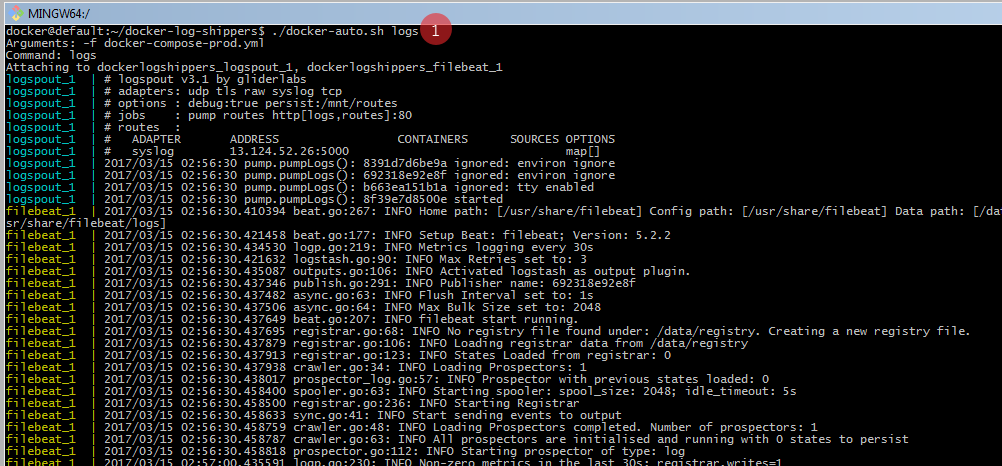 MINGW64:/
docker@default:~/docker-log-shippers$ ./docker-auto.sh logs 1
Arguments: -f docker-compose-prod.yml
Command: logs
Attaching to dockerlogshippers_logspout_1, dockerlogshippers_filebeat_1
logspout_1 | # logspout v3.1 by gliderlabs
logspout_1 | # adapters: udp tls raw syslog tcp
logspout_1 | # options : debug:true persist:/mnt/routes
logspout_1 | # jobs    : pump routes http[logs,routes]:80
logspout_1 | # routes  :
logspout_1 | #   ADAPTER       ADDRESS                 CONTAINERS      SOURCES OPTIONS
logspout_1 | #   syslog        13.124.52.26:5000                               map[]
logspout_1 | 2017/03/15 02:56:30 pump.pumpLogs(): 8391d7d6be9a ignored: environ ignore
logspout_1 | 2017/03/15 02:56:30 pump.pumpLogs(): 692318e92e8f ignored: environ ignore
logspout_1 | 2017/03/15 02:56:30 pump.pumpLogs(): b663ea151b1a ignored: tty enabled
logspout_1 | 2017/03/15 02:56:30 pump.pumpLogs(): 8f39e7d8500e started
filebeat_1 | 2017/03/15 02:56:30.410394 beat.go:267: INFO Home path: [/usr/share/filebeat] Config path: [/usr/share/filebeat] Data path: [/dat
sr/share/filebeat/logs]
filebeat_1 | 2017/03/15 02:56:30.421458 beat.go:177: INFO Setup Beat: filebeat; Version: 5.2.2
filebeat_1 | 2017/03/15 02:56:30.434530 logp.go:219: INFO Metrics logging every 30s
filebeat_1 | 2017/03/15 02:56:30.421632 logstash.go:90: INFO Max Retries set to: 3
filebeat_1 | 2017/03/15 02:56:30.435087 outputs.go:106: INFO Activated logstash as output plugin.
filebeat_1 | 2017/03/15 02:56:30.437346 publish.go:291: INFO Publisher name: 692318e92e8f
filebeat_1 | 2017/03/15 02:56:30.437482 async.go:63: INFO Flush Interval set to: 1s
filebeat_1 | 2017/03/15 02:56:30.437506 async.go:64: INFO Max Bulk Size set to: 2048
filebeat_1 | 2017/03/15 02:56:30.437649 beat.go:207: INFO filebeat start running.
filebeat_1 | 2017/03/15 02:56:30.437695 registrar.go:68: INFO No registry file found under: /data/registry. Creating a new registry file.
filebeat_1 | 2017/03/15 02:56:30.437879 registrar.go:106: INFO Loading registrar data from /data/registry
filebeat_1 | 2017/03/15 02:56:30.437913 registrar.go:123: INFO States Loaded from registrar: 0
filebeat_1 | 2017/03/15 02:56:30.437938 crawler.go:34: INFO Loading Prospectors: 1
filebeat_1 | 2017/03/15 02:56:30.438017 prospector_log.go:57: INFO Prospector with previous states loaded: 0
filebeat_1 | 2017/03/15 02:56:30.458400 spooler.go:63: INFO Starting spooler: spool_size: 2048; idle_timeout: 5s
filebeat_1 | 2017/03/15 02:56:30.458500 registrar.go:236: INFO Starting Registrar
filebeat_1 | 2017/03/15 02:56:30.458633 sync.go:41: INFO Start sending events to output
filebeat_1 | 2017/03/15 02:56:30.458759 crawler.go:48: INFO Loading Prospectors completed. Number of prospectors: 1
filebeat_1 | 2017/03/15 02:56:30.458787 crawler.go:63: INFO All prospectors are initialised and running with 0 states to persist
filebeat_1 | 2017/03/15 02:56:30.458867 prospector.go:112: INFO Starting prospector of type: log
filebeat_1 | 2017/03/15 02:57:00.435591 logp.go:230: INFO Non-zero metrics in the last 30s: registrar.writes=1